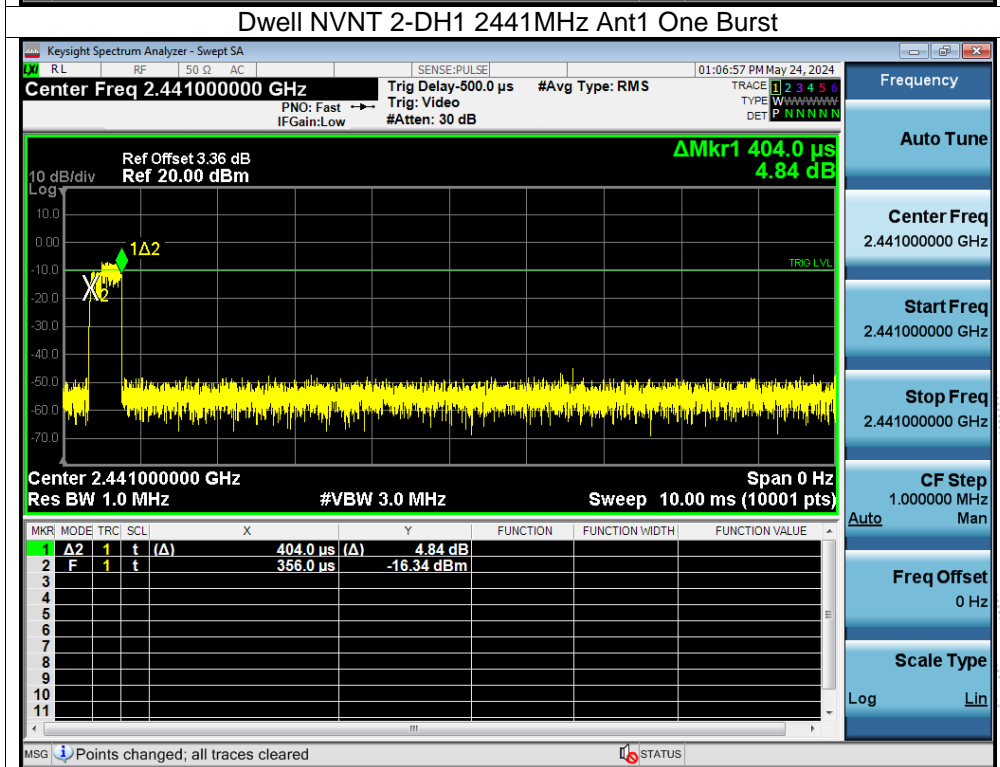 Dwell NVNT 2-DH1 2441MHz Ant1 One Burst
Keysight Spectrum Analyzer - Swept SA
LXI RL RF 50 Ω AC SENSE:PULSE 01:06:57 PM May 24, 2024
Center Freq 2.441000000 GHz
PNO: Fast
IFGain:Low
Trig Delay-500.0 µs
Trig: Video
#Atten: 30 dB
#Avg Type: RMS
TRACE 1 2 3 4 5 6
TYPE WWWWWW
DET P N N N N N
Frequency
ΔMkr1 404.0 µs
4.84 dB
Ref Offset 3.36 dB
10 dB/div Ref 20.00 dBm
Log
10.0
0.00
-10.0
-20.0
-30.0
-40.0
-50.0
-60.0
-70.0
1Δ2
X2
TRIG LVL
Center 2.441000000 GHz Span 0 Hz
Res BW 1.0 MHz #VBW 3.0 MHz Sweep 10.00 ms (10001 pts)
MKR MODE TRC SCL X Y FUNCTION FUNCTION WIDTH FUNCTION VALUE
1 Δ2 1 t (Δ) 404.0 µs (Δ) 4.84 dB
2 F 1 t 356.0 µs -16.34 dBm
3
4
5
6
7
8
9
10
11
Auto Tune
Center Freq
2.441000000 GHz
Start Freq
2.441000000 GHz
Stop Freq
2.441000000 GHz
CF Step
1.000000 MHz
Auto Man
Freq Offset
0 Hz
Scale Type
Log Lin
MSG Points changed; all traces cleared STATUS